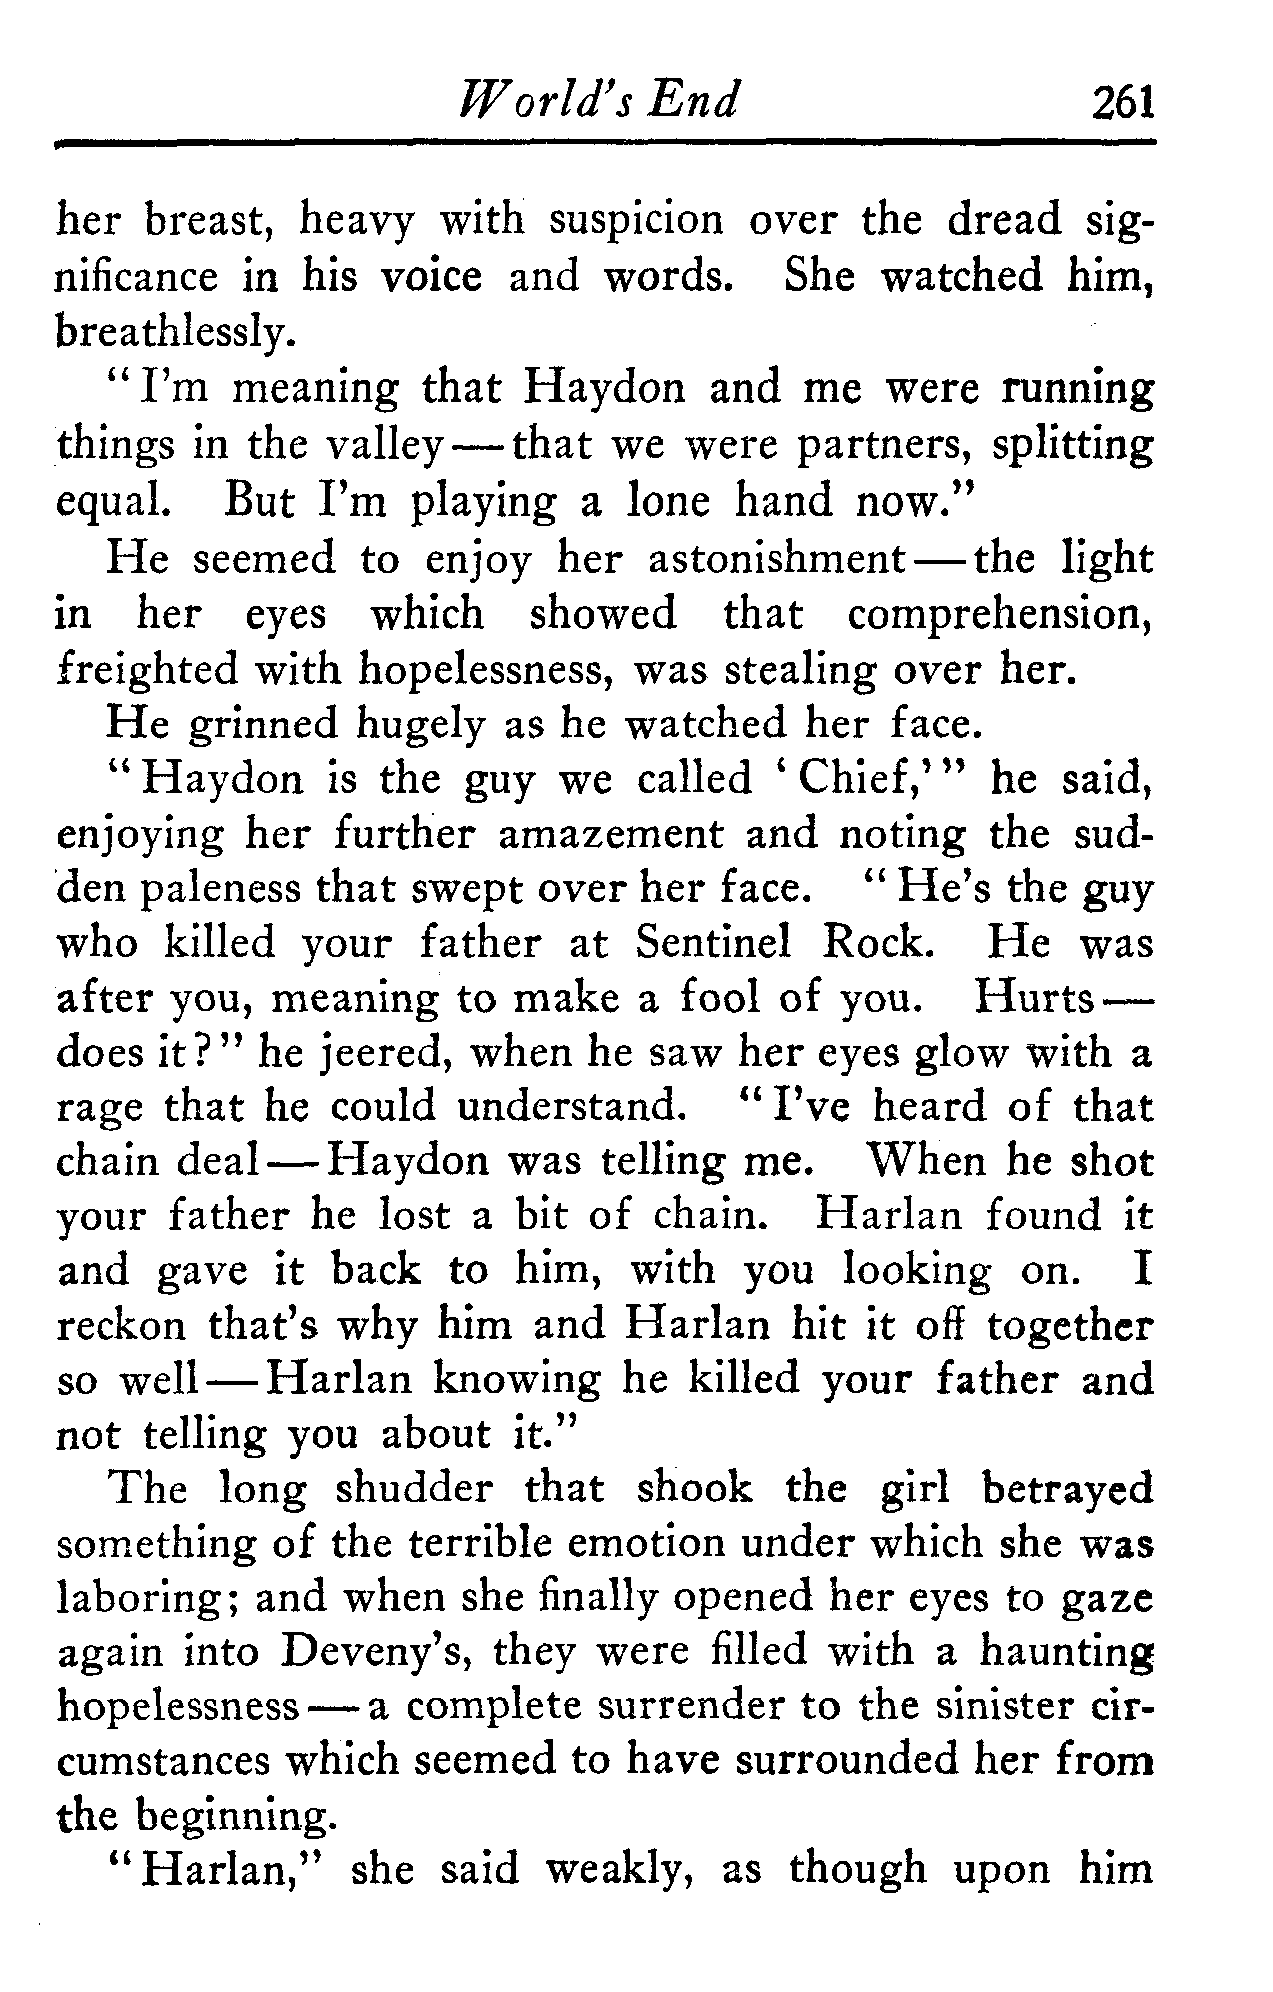 World's End 261
her breast, heavy with suspicion over the dread sig-
nificance in his voice and words. She watched him,
breathlessly.
"I'm meaning that Haydon and me were running
things in the valley—that we were partners, splitting
equal. But I'm playing a lone hand now."
He seemed to enjoy her astonishment—the light
in her eyes which showed that comprehension,
freighted with hopelessness, was stealing over her.
He grinned hugely as he watched her face.
"Haydon is the guy we called 'Chief,'" he said,
enjoying her further amazement and noting the sud-
den paleness that swept over her face. "He's the guy
who killed your father at Sentinel Rock. He was
after you, meaning to make a fool of you. Hurts—
does it?" he jeered, when he saw her eyes glow with a
rage that he could understand. "I've heard of that
chain deal—Haydon was telling me. When he shot
your father he lost a bit of chain. Harlan found it
and gave it back to him, with you looking on. I
reckon that's why him and Harlan hit it off together
so well—Harlan knowing he killed your father and
not telling you about it."
The long shudder that shook the girl betrayed
something of the terrible emotion under which she was
laboring; and when she finally opened her eyes to gaze
again into Deveny's, they were filled with a haunting
hopelessness—a complete surrender to the sinister cir-
cumstances which seemed to have surrounded her from
the beginning.
"Harlan," she said weakly, as though upon him